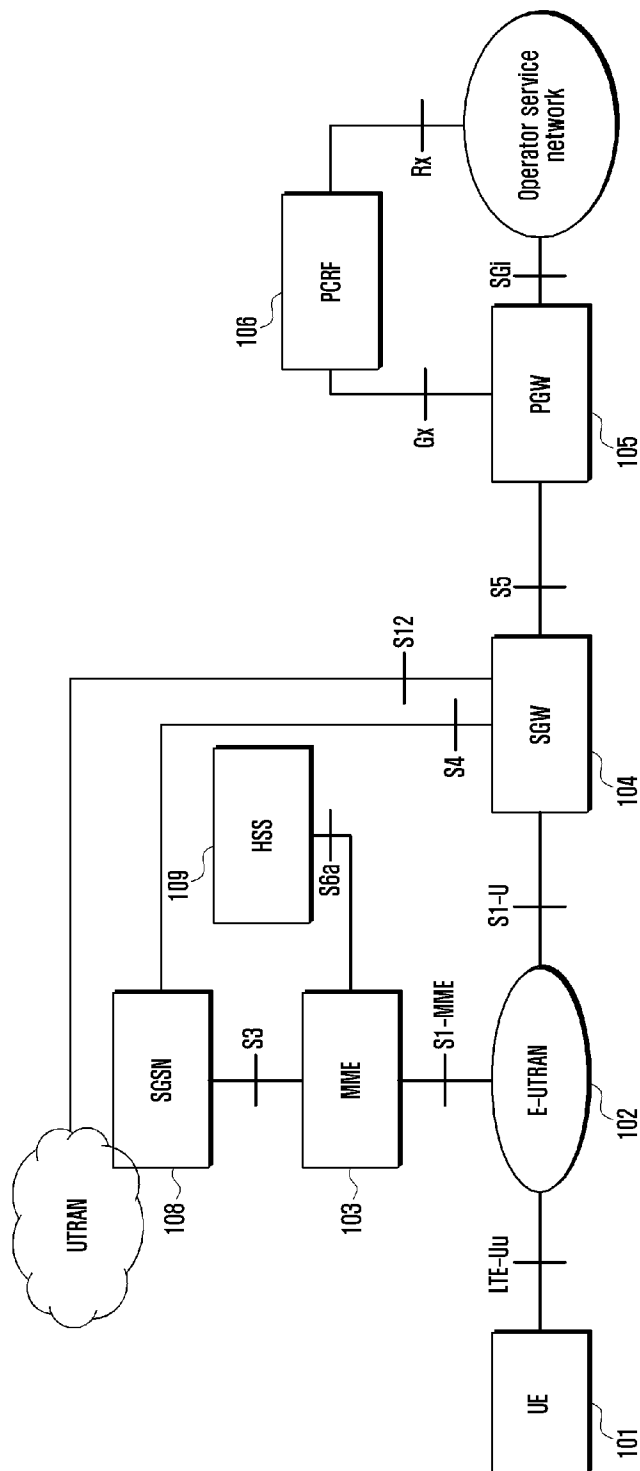 UTRAN
SGSN
108
S3
HSS
109
S6a
MME
103
S1-MME
S12
S4
PCRF
106
Rx
Gx
UE
101
LTE-Uu
E-UTRAN
102
S1-U
SGW
104
S5
PGW
105
SGi
Operator service
network